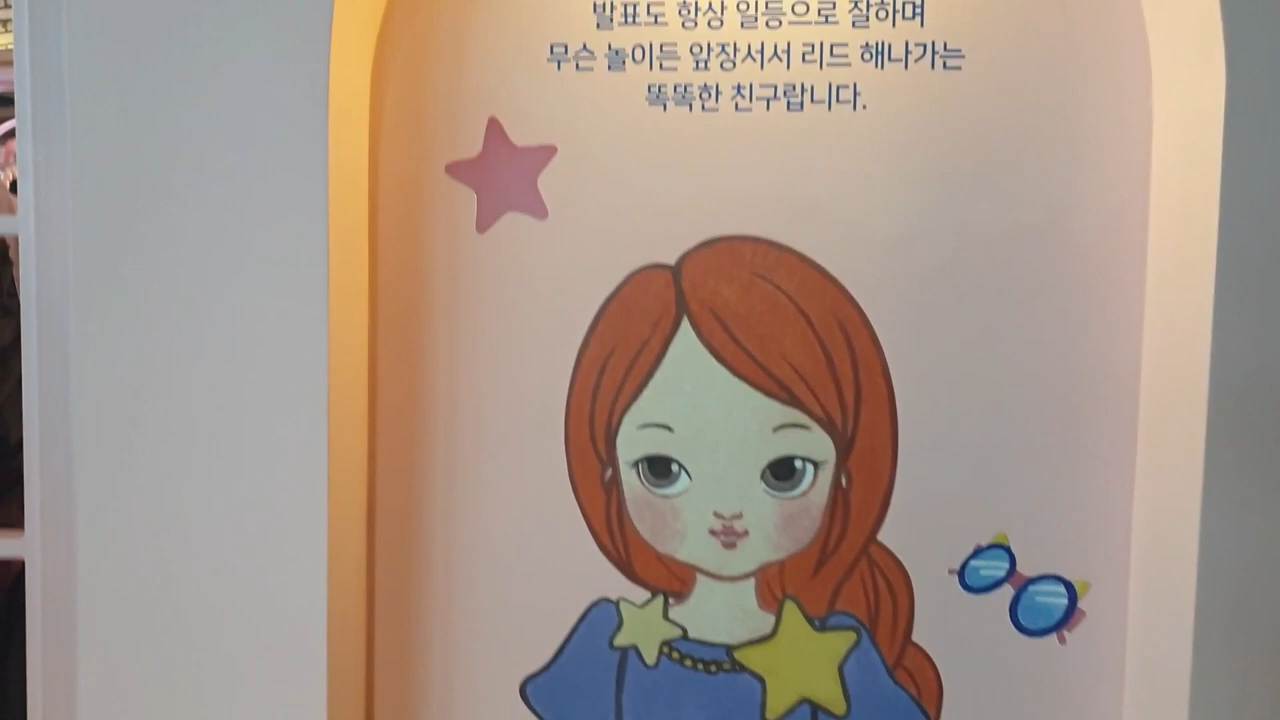 발표도 항상 일등으로 잘하며
무슨 놀이든 앞장서서 리드 해나가는
똑똑한 친구랍니다.